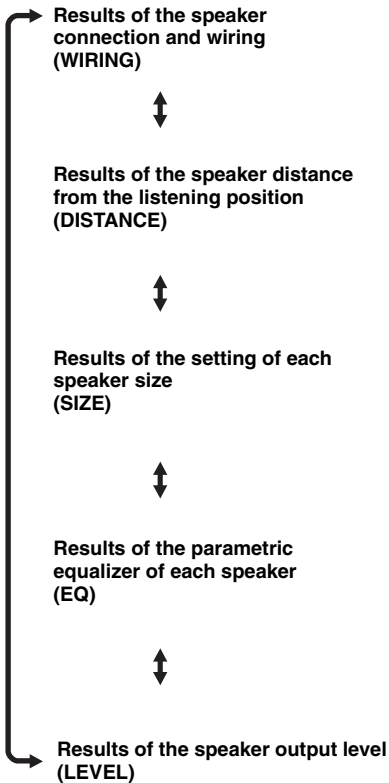 Results of the speaker
connection and wiring
(WIRING)
Results of the speaker distance
from the listening position
(DISTANCE)
Results of the setting of each
speaker size
(SIZE)
Results of the parametric
equalizer of each speaker
(EQ)
Results of the speaker output level
(LEVEL)